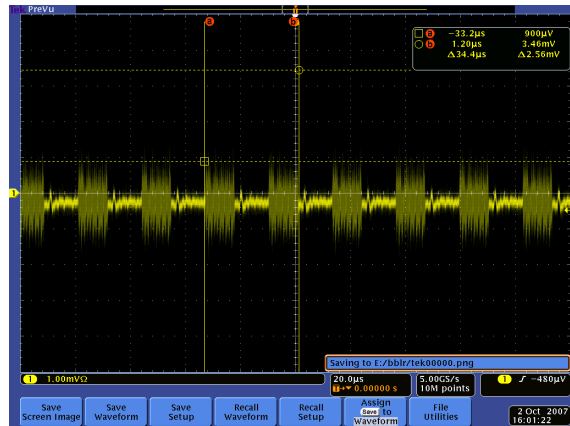 Tek PreVu
a
b
a −33.2µs 900µV
b 1.20µs 3.46mV
Δ34.4µs Δ2.56mV
1
Saving to E:/bbir/tek00000.png
1 1.00mVΩ
20.0µs
T→▼ 0.00000 s
5.00GS/s
10M points
1 ∫ −480µV
Save Screen Image
Save Waveform
Save Setup
Recall Waveform
Recall Setup
Assign Save to Waveform
File Utilities
2 Oct 2007
16:01:22